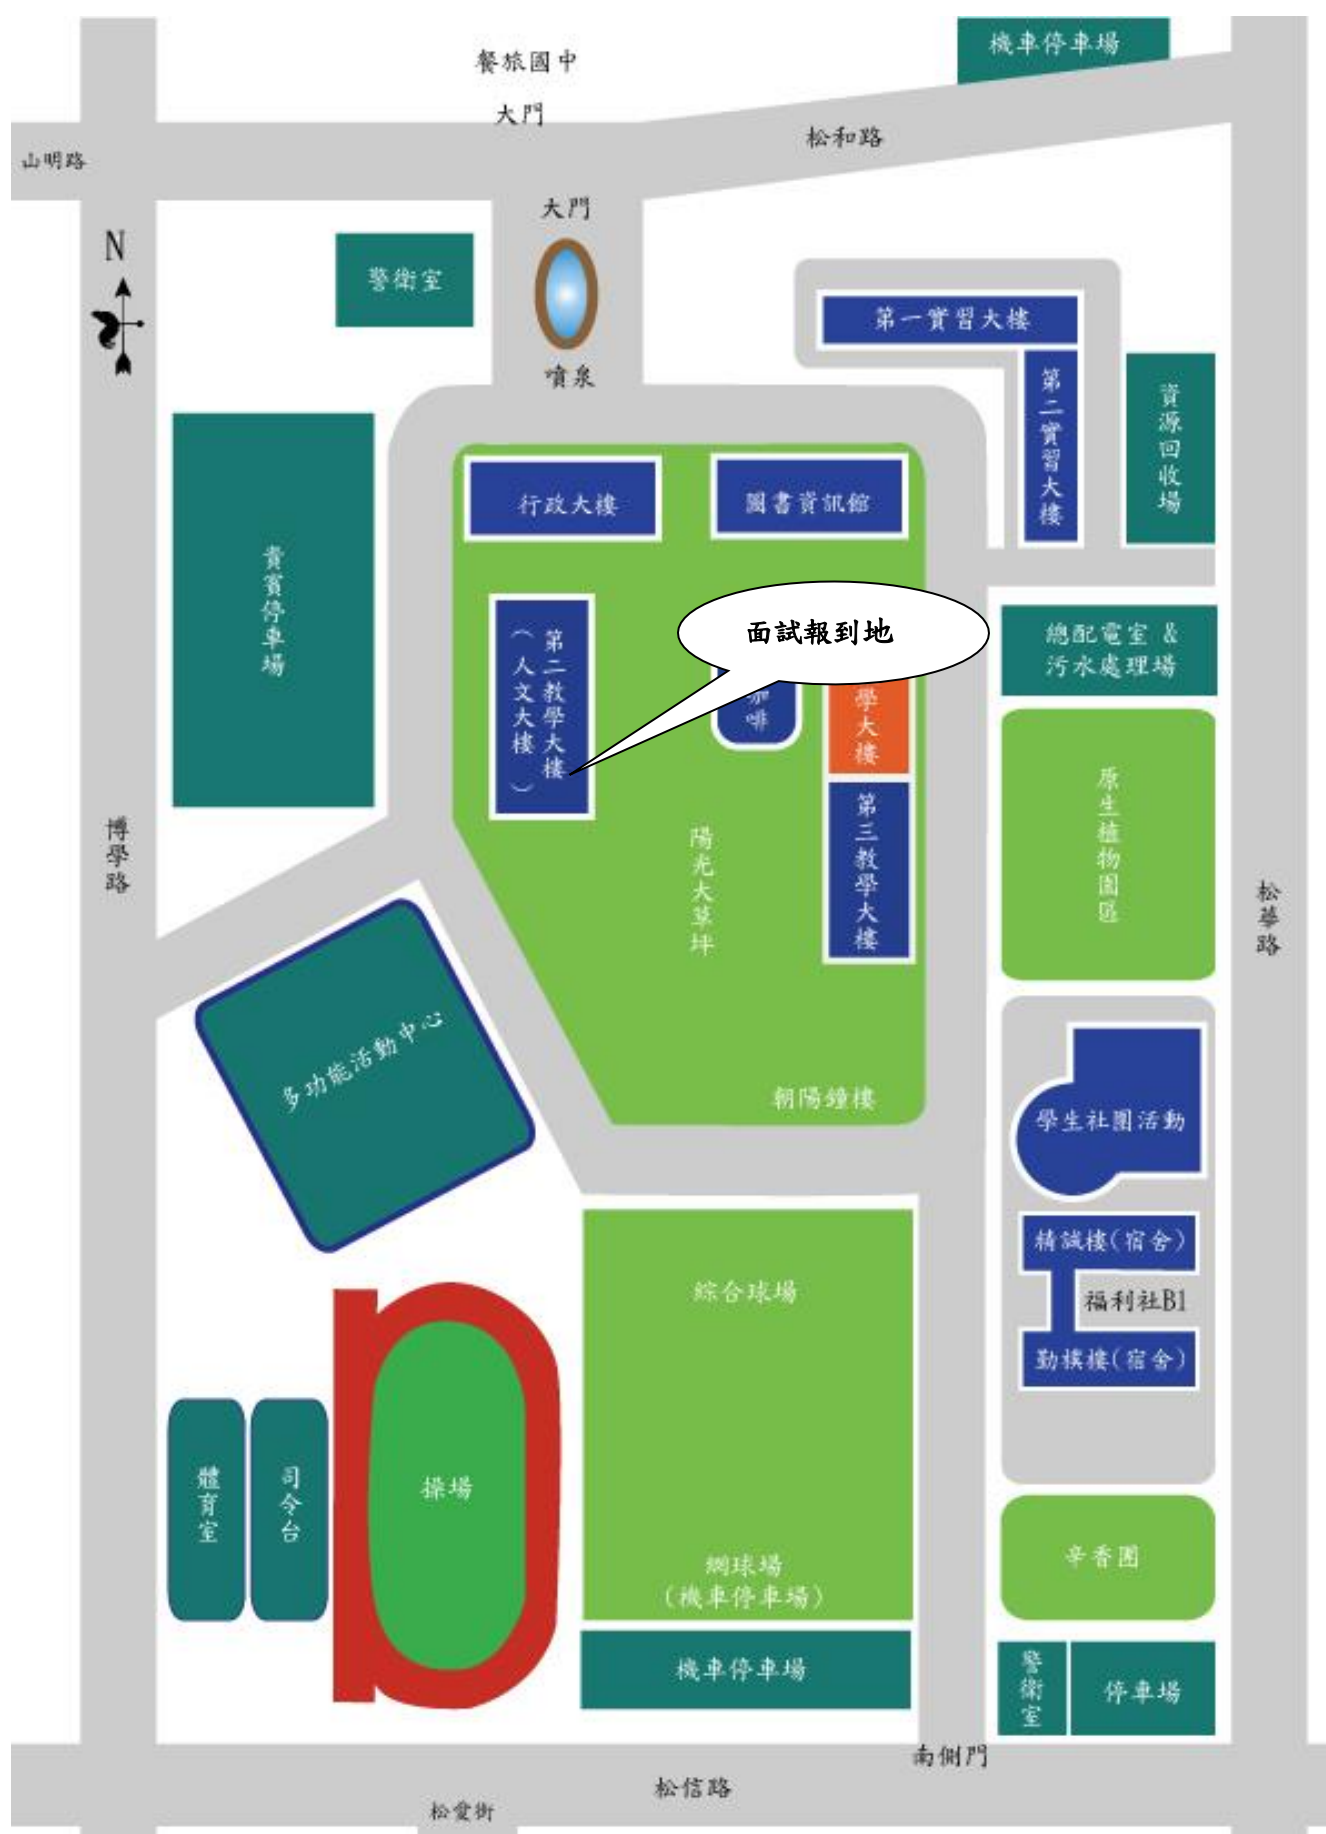 機車停車場
餐旅國中
大門
松和路
山明路
大門
N
警衛室
噴泉
第一實習大樓
第二實習大樓
資源回收場
行政大樓
圖書資訊館
貴賓停車場
第二教學大樓
（人文大樓）
面試報到地
咖啡
學大樓
總配電室 &
污水處理場
第三教學大樓
陽光大草坪
原生植物園區
博學路
松華路
多功能活動中心
朝陽鐘樓
學生社團活動
精誠樓(宿舍)
福利社B1
勤樸樓(宿舍)
綜合球場
體育室
司令台
操場
網球場
(機車停車場)
辛香園
機車停車場
警衛室
停車場
南側門
松信路
松愛街